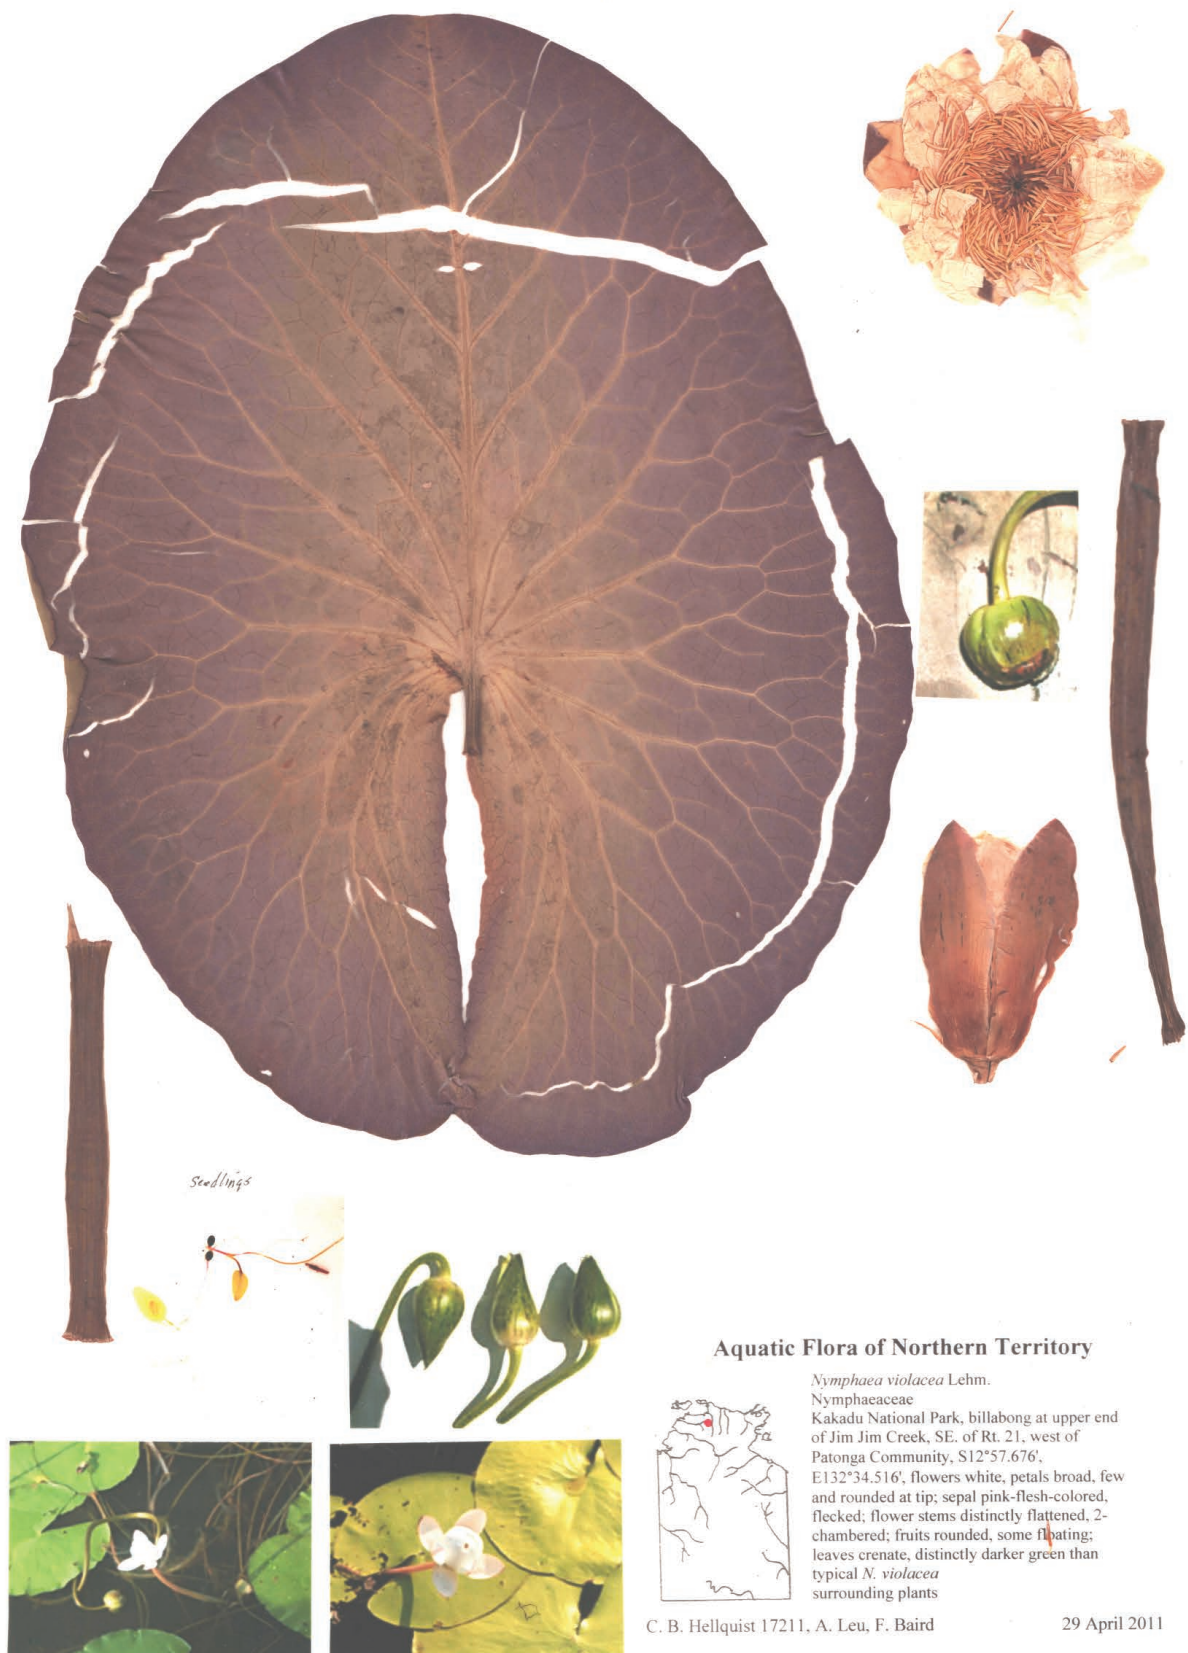 Seedlings
Aquatic Flora of Northern Territory
Nymphaea violacea Lehm.
Nymphaeaceae
Kakadu National Park, billabong at upper end
of Jim Jim Creek, SE. of Rt. 21, west of
Patonga Community, S12°57.676',
E132°34.516', flowers white, petals broad, few
and rounded at tip; sepal pink-flesh-colored,
flecked; flower stems distinctly flattened, 2-
chambered; fruits rounded, some floating;
leaves crenate, distinctly darker green than
typical N. violacea
surrounding plants
C. B. Hellquist 17211, A. Leu, F. Baird 29 April 2011